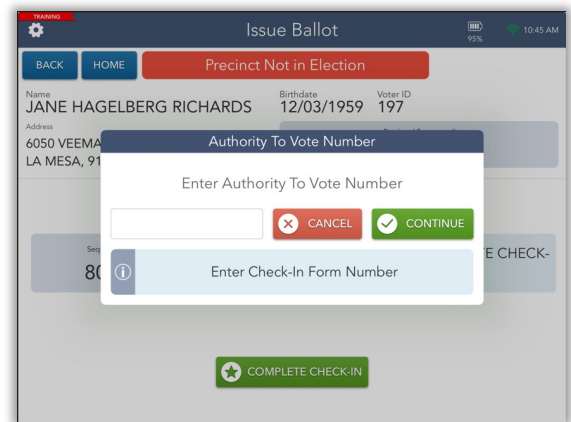 TRAINING
Issue Ballot
95%
10:45 AM
BACK
HOME
Precinct Not in Election
Name
JANE HAGELBERG RICHARDS
Birthdate
12/03/1959
Voter ID
197
Address
6050 VEEMA
LA MESA, 91
Authority To Vote Number
Enter Authority To Vote Number
CANCEL
CONTINUE
Enter Check-In Form Number
Seq
80
E CHECK-
COMPLETE CHECK-IN